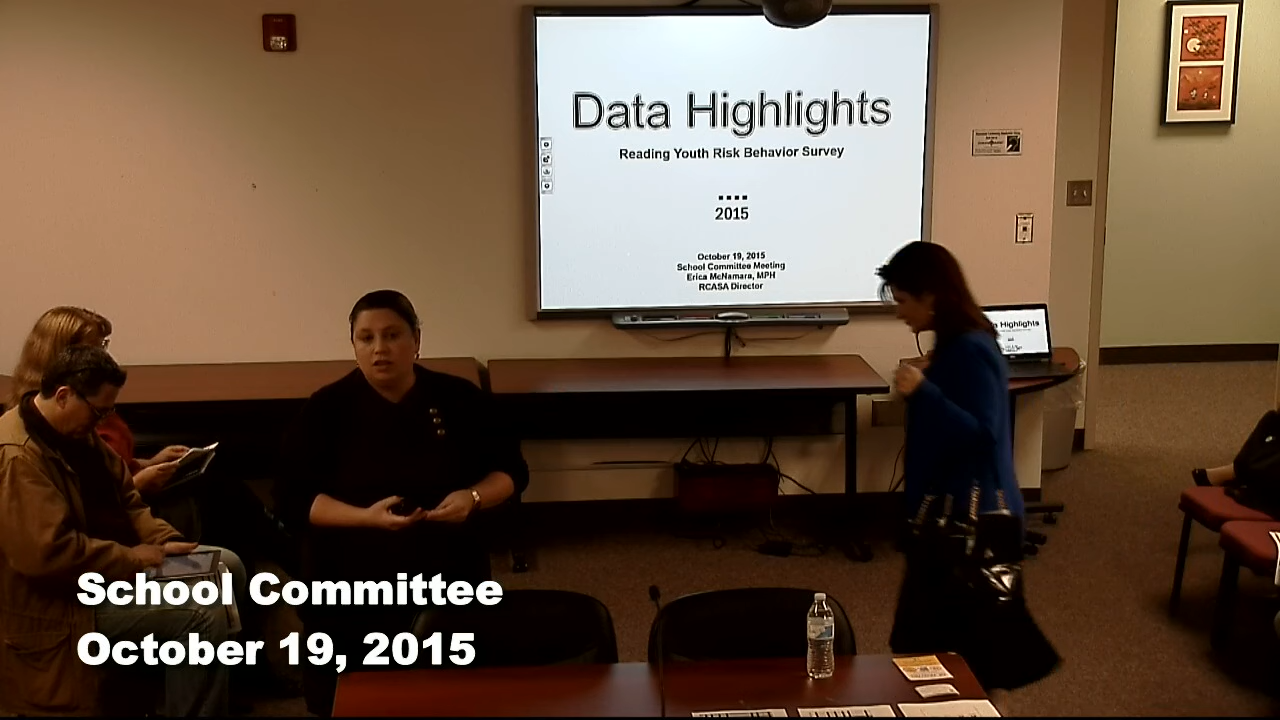 Data Highlights
Reading Youth Risk Behavior Survey
2015
October 19, 2015
School Committee Meeting
Erica McNamara, MPH
RCASA Director
Highlights
School Committee
October 19, 2015